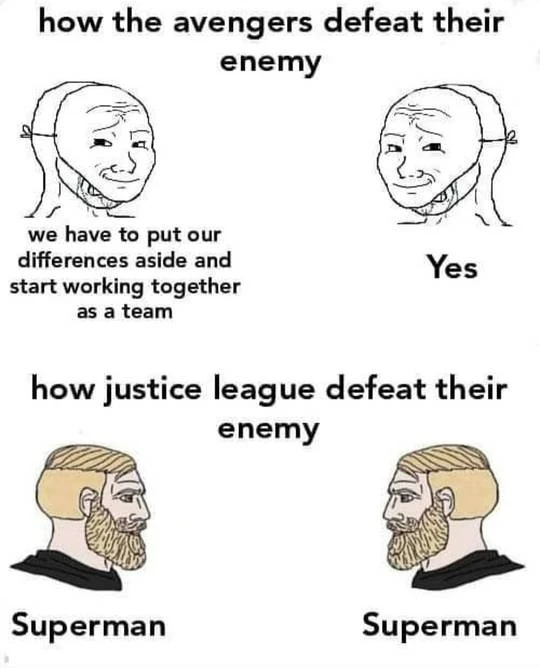 how the avengers defeat their
enemy
we have to put our
differences aside and
start working together
as a team
Yes
how justice league defeat their
enemy
Superman
Superman